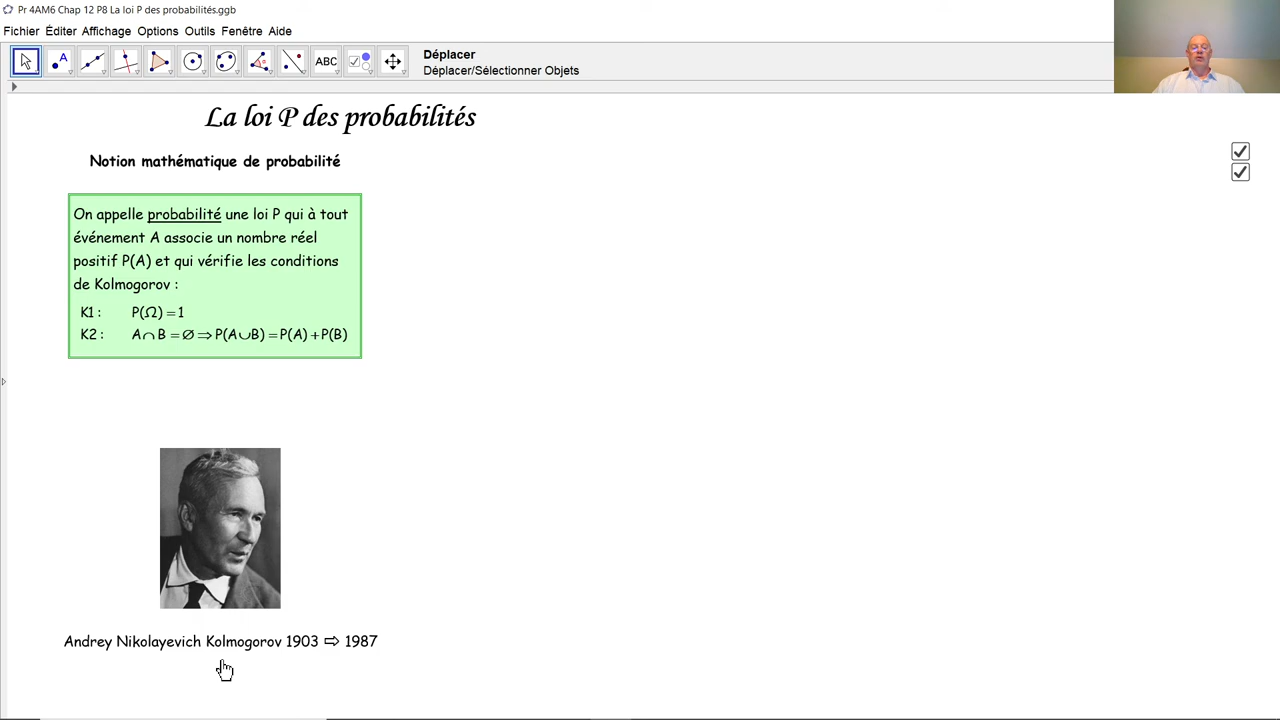 Pr 4AM6 Chap 12 P8 La loi P des probabilités.ggb
Fichier Éditer Affichage Options Outils Fenêtre Aide
A
ABC
Déplacer
Déplacer/Sélectionner Objets
La loi P des probabilités
Notion mathématique de probabilité
On appelle probabilité une loi P qui à tout
événement A associe un nombre réel
positif P(A) et qui vérifie les conditions
de Kolmogorov :
K1 : P(Ω) = 1
K2 : A∩B = ∅ ⇒ P(A∪B) = P(A) + P(B)
Andrey Nikolayevich Kolmogorov 1903 ⇨ 1987